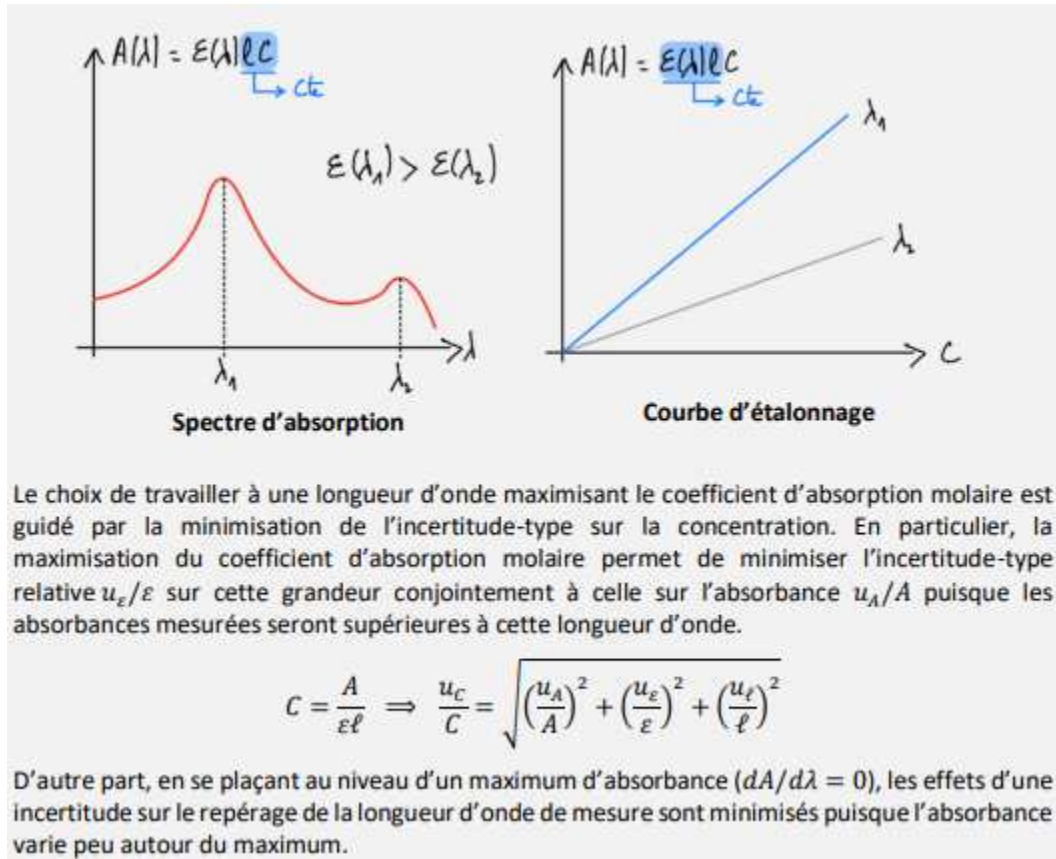 A(λ) = ε(λ)ℓC
→ cte
ε(λ₁) > ε(λ₂)
λ
λ₁
λ₂
Spectre d'absorption
A(λ) = ε(λ)ℓC
→ cte
λ₁
λ₂
C
Courbe d'étalonnage
Le choix de travailler à une longueur d'onde maximisant le coefficient d'absorption molaire est
guidé par la minimisation de l'incertitude-type sur la concentration. En particulier, la
maximisation du coefficient d'absorption molaire permet de minimiser l'incertitude-type
relative u_ε/ε sur cette grandeur conjointement à celle sur l'absorbance u_A/A puisque les
absorbances mesurées seront supérieures à cette longueur d'onde.
C = A/(εℓ) ⟹ u_C/C = √((u_A/A)² + (u_ε/ε)² + (u_ℓ/ℓ)²)
D'autre part, en se plaçant au niveau d'un maximum d'absorbance (dA/dλ = 0), les effets d'une
incertitude sur le repérage de la longueur d'onde de mesure sont minimisés puisque l'absorbance
varie peu autour du maximum.